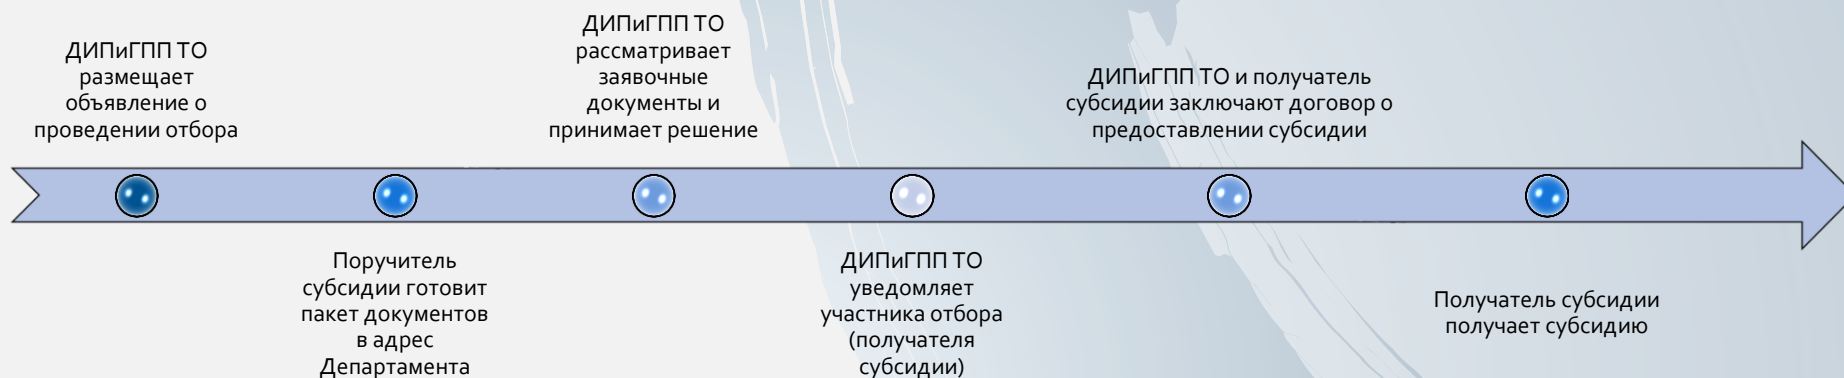 ДИПиГПП ТО
размещает
объявление о
проведении отбора
Поручитель
субсидии готовит
пакет документов
в адрес
Департамента
ДИПиГПП ТО
рассматривает
заявочные
документы и
принимает решение
ДИПиГПП ТО
уведомляет
участника отбора
(получателя
субсидии)
ДИПиГПП ТО и получатель
субсидии заключают договор о
предоставлении субсидии
Получатель субсидии
получает субсидию